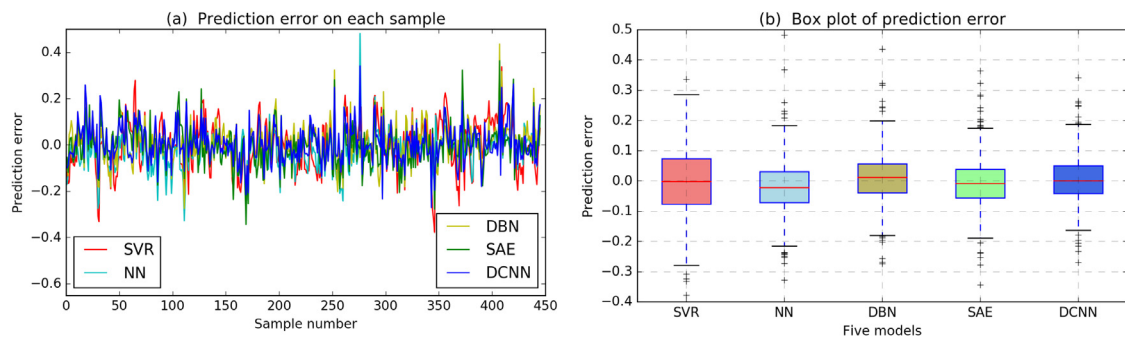 (a) Prediction error on each sample
Prediction error
0.4
0.2
0.0
−0.2
−0.4
−0.6
0 50 100 150 200 250 300 350 400 450
Sample number
SVR
NN
DBN
SAE
DCNN
(b) Box plot of prediction error
Prediction error
0.5
0.4
0.3
0.2
0.1
0.0
−0.1
−0.2
−0.3
−0.4
SVR NN DBN SAE DCNN
Five models